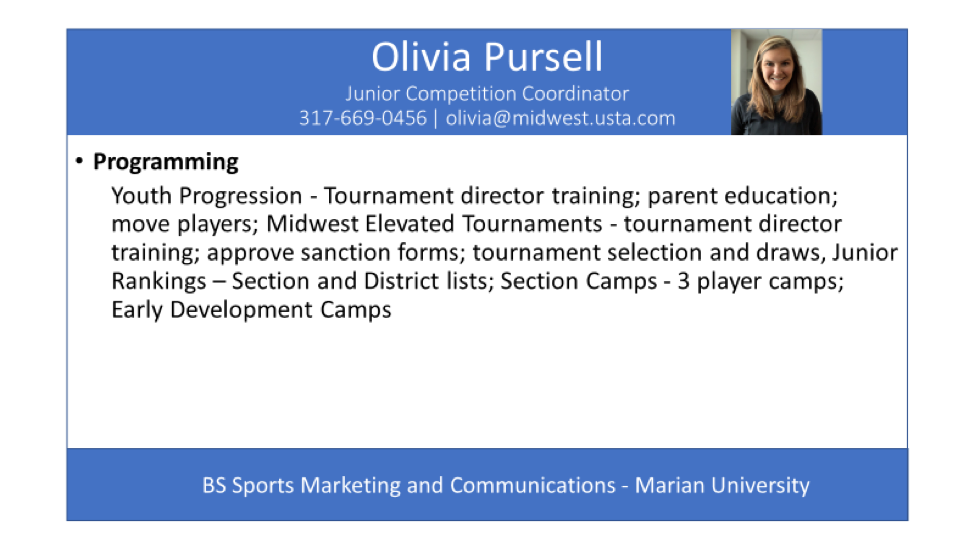 Olivia Pursell
Junior Competition Coordinator
317-669-0456 | olivia@midwest.usta.com
• Programming
Youth Progression - Tournament director training; parent education;
move players; Midwest Elevated Tournaments - tournament director
training; approve sanction forms; tournament selection and draws, Junior
Rankings – Section and District lists; Section Camps - 3 player camps;
Early Development Camps
BS Sports Marketing and Communications - Marian University